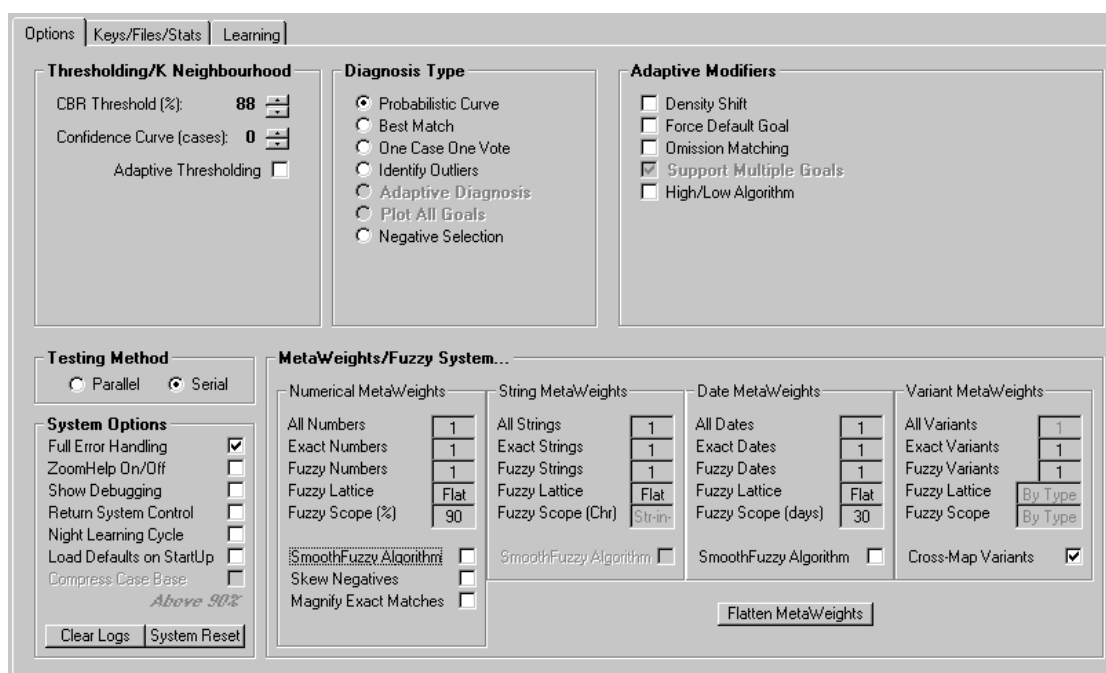 Options Keys/Files/Stats Learning
Thresholding/K Neighbourhood
CBR Threshold (%): 88
Confidence Curve (cases): 0
Adaptive Thresholding
Diagnosis Type
Probabilistic Curve
Best Match
One Case One Vote
Identify Outliers
Adaptive Diagnosis
Plot All Goals
Negative Selection
Adaptive Modifiers
Density Shift
Force Default Goal
Omission Matching
Support Multiple Goals
High/Low Algorithm
Testing Method
Parallel Serial
System Options
Full Error Handling
ZoomHelp On/Off
Show Debugging
Return System Control
Night Learning Cycle
Load Defaults on StartUp
Compress Case Base
Above 90%
Clear Logs System Reset
MetaWeights/Fuzzy System...
Numerical MetaWeights
All Numbers 1
Exact Numbers 1
Fuzzy Numbers 1
Fuzzy Lattice Flat
Fuzzy Scope (%) 90
SmoothFuzzy Algorithm
Skew Negatives
Magnify Exact Matches
String MetaWeights
All Strings 1
Exact Strings 1
Fuzzy Strings 1
Fuzzy Lattice Flat
Fuzzy Scope (Chr) Str-in-
SmoothFuzzy Algorithm
Date MetaWeights
All Dates 1
Exact Dates 1
Fuzzy Dates 1
Fuzzy Lattice Flat
Fuzzy Scope (days) 30
SmoothFuzzy Algorithm
Variant MetaWeights
All Variants 1
Exact Variants 1
Fuzzy Variants 1
Fuzzy Lattice By Type
Fuzzy Scope By Type
Cross-Map Variants
Flatten MetaWeights